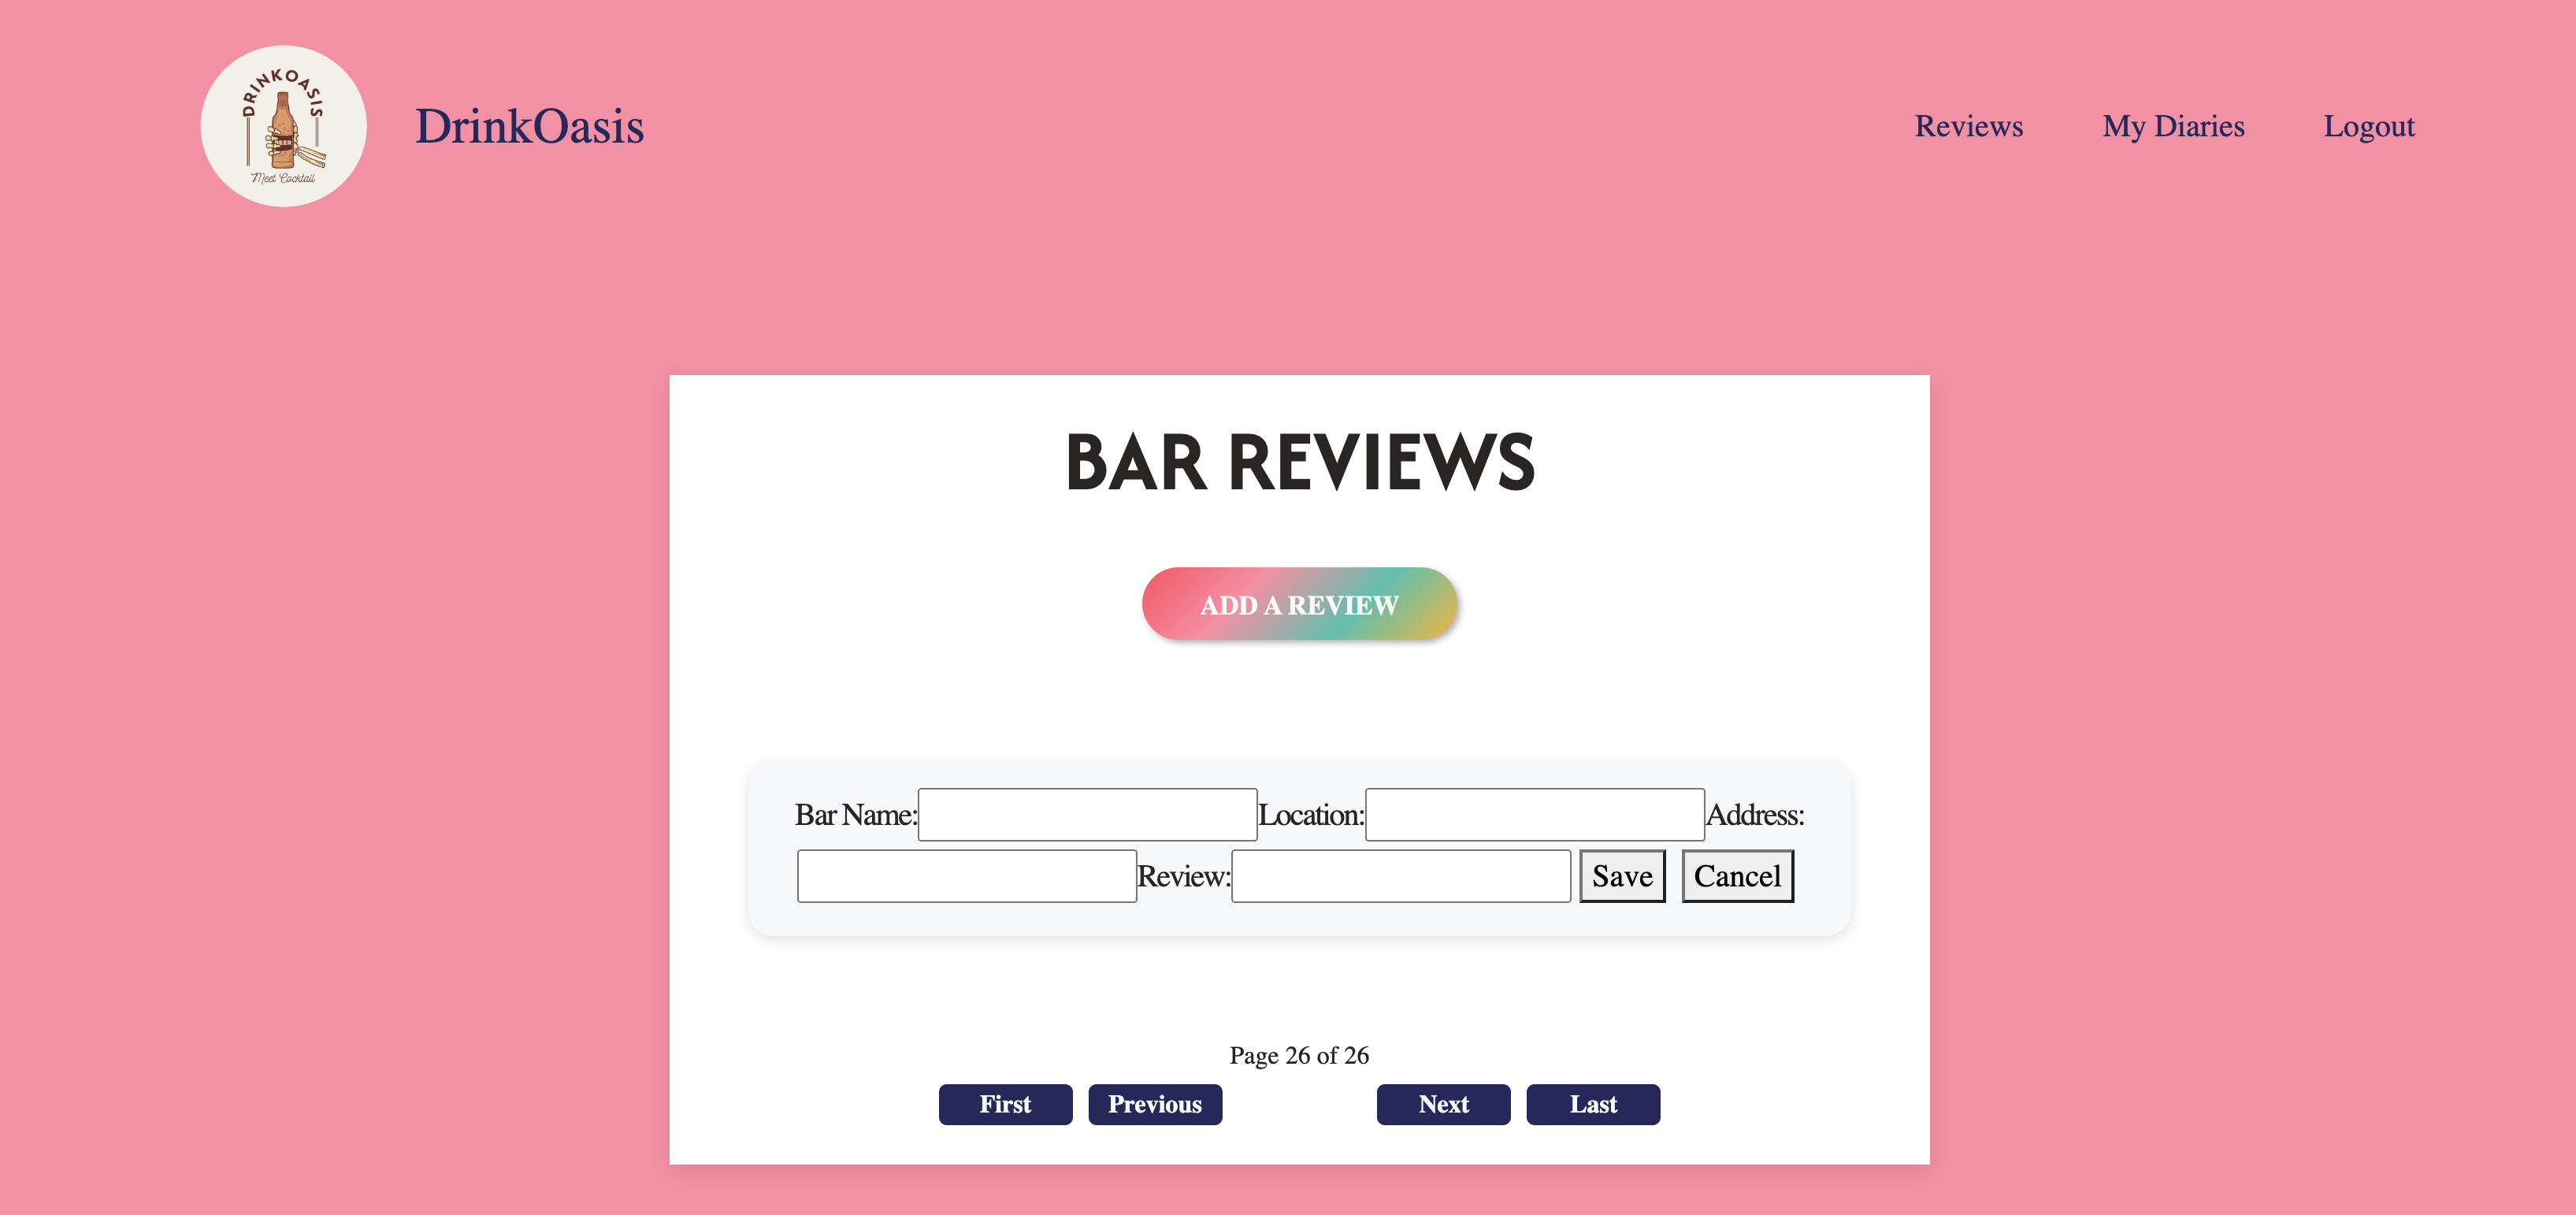 DRINKOASIS
BEER
Meet Cocktail
DrinkOasis
Reviews
My Diaries
Logout
BAR REVIEWS
ADD A REVIEW
Bar Name:
Location:
Address:
Review:
Save
Cancel
Page 26 of 26
First
Previous
Next
Last